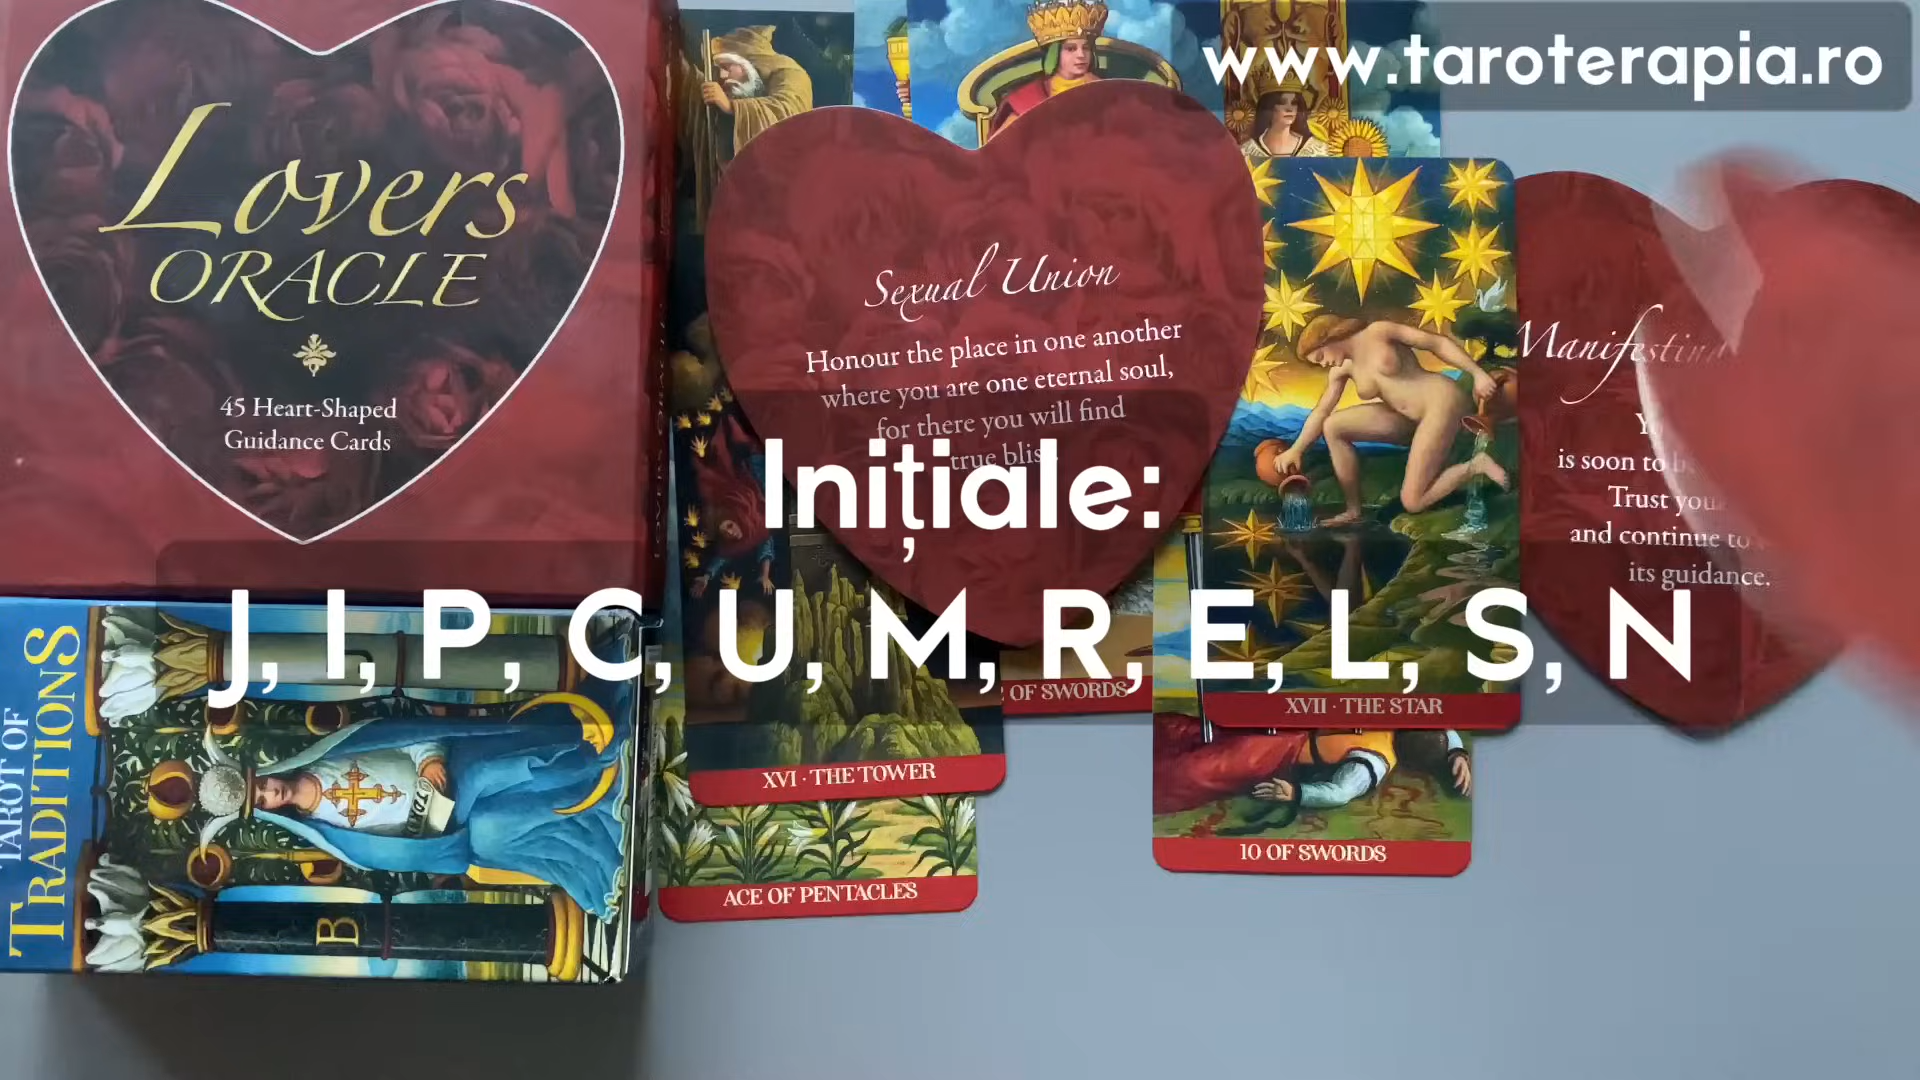 www.taroterapia.ro
Lovers
ORACLE
45 Heart-Shaped
Guidance Cards
Sexual Union
Honour the place in one another
where you are one eternal soul,
for there you will find
true
is soon to
Trust
and continue to
its guidance.
Inițiale:
J, I, P, C, U, M, R, E, L, S, N
TAROT OF
TRADITIONS
B
OF SWORDS
XVII · THE STAR
XVI · THE TOWER
10 OF SWORDS
ACE OF PENTACLES